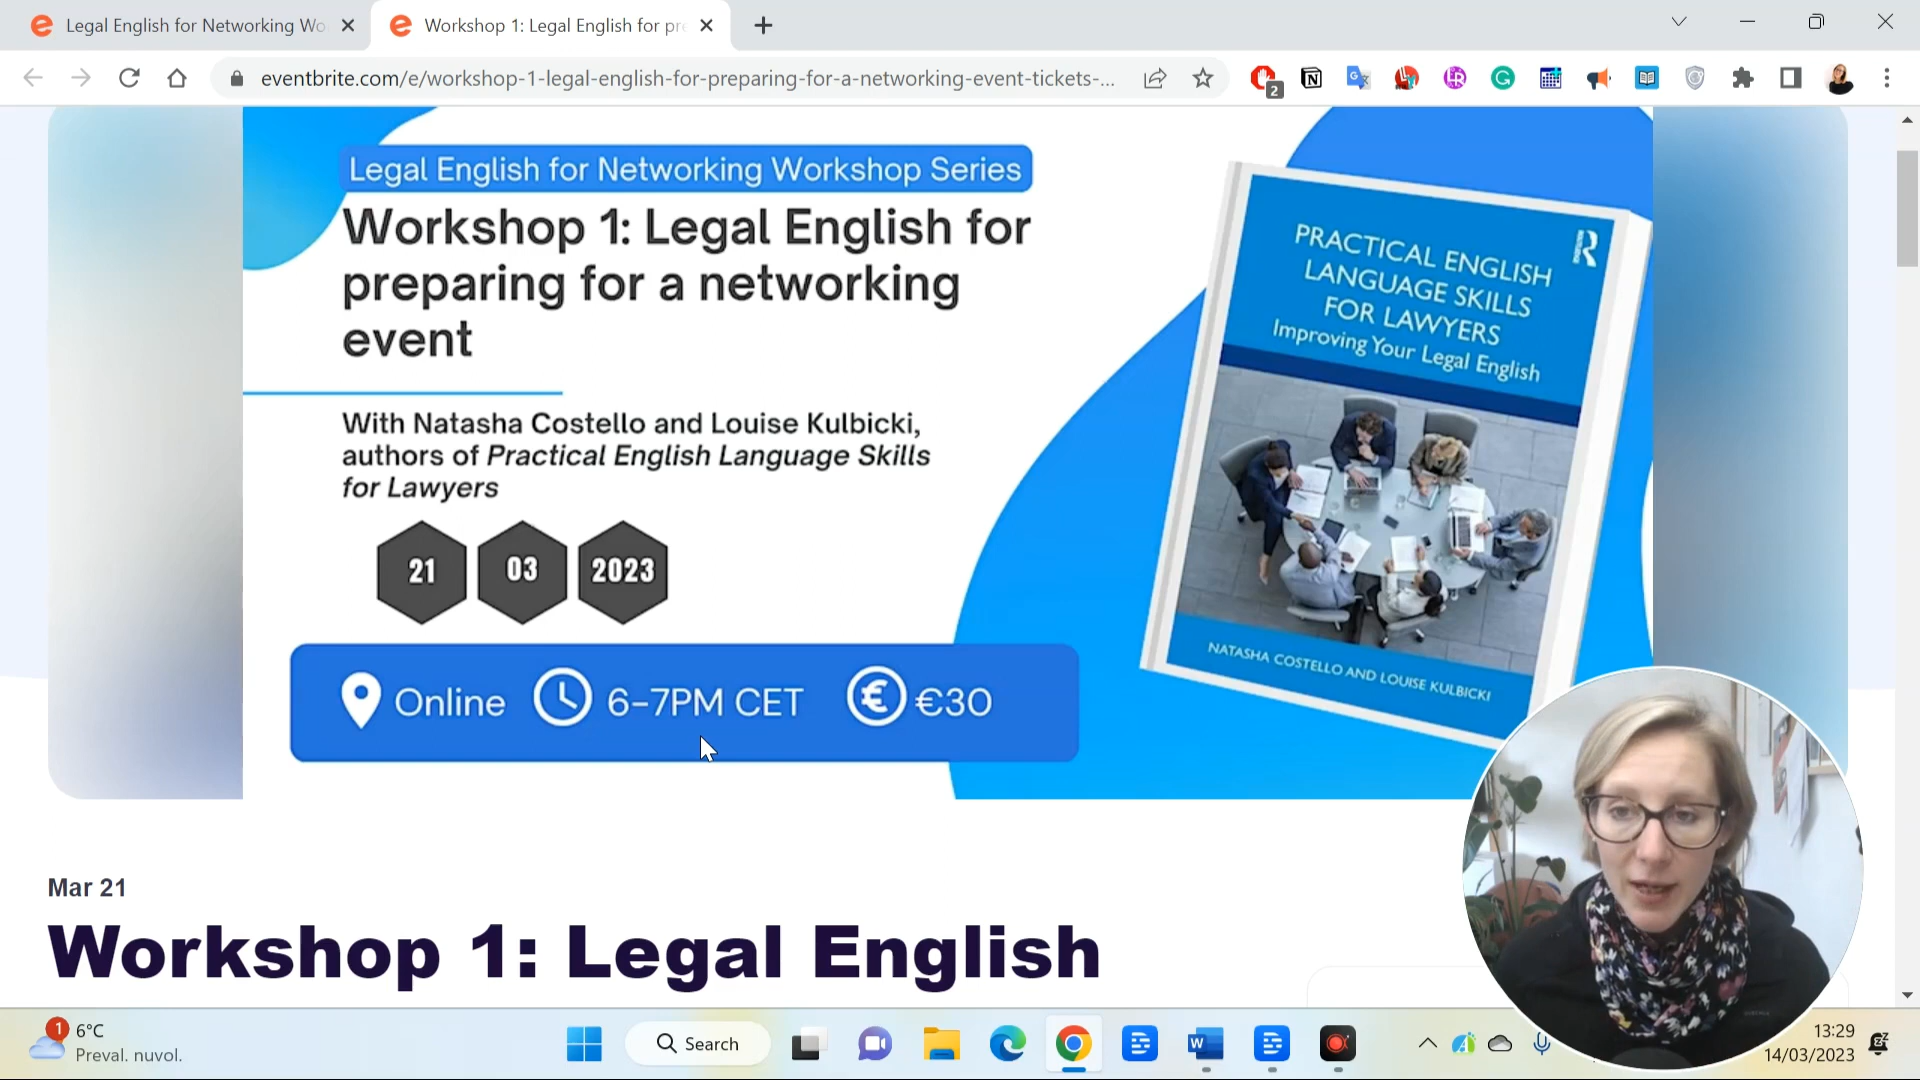 Legal English for Networking Wo
Workshop 1: Legal English for pre
eventbrite.com/e/workshop-1-legal-english-for-preparing-for-a-networking-event-tickets-...
2
Legal English for Networking Workshop Series
Workshop 1: Legal English for
preparing for a networking
event
With Natasha Costello and Louise Kulbicki,
authors of Practical English Language Skills
for Lawyers
21 03 2023
Online 6-7PM CET €30
PRACTICAL ENGLISH
LANGUAGE SKILLS
FOR LAWYERS
Improving Your Legal English
NATASHA COSTELLO AND LOUISE KULBICKI
Mar 21
Workshop 1: Legal English
1
6°C
Preval. nuvol.
Search
13:29
14/03/2023